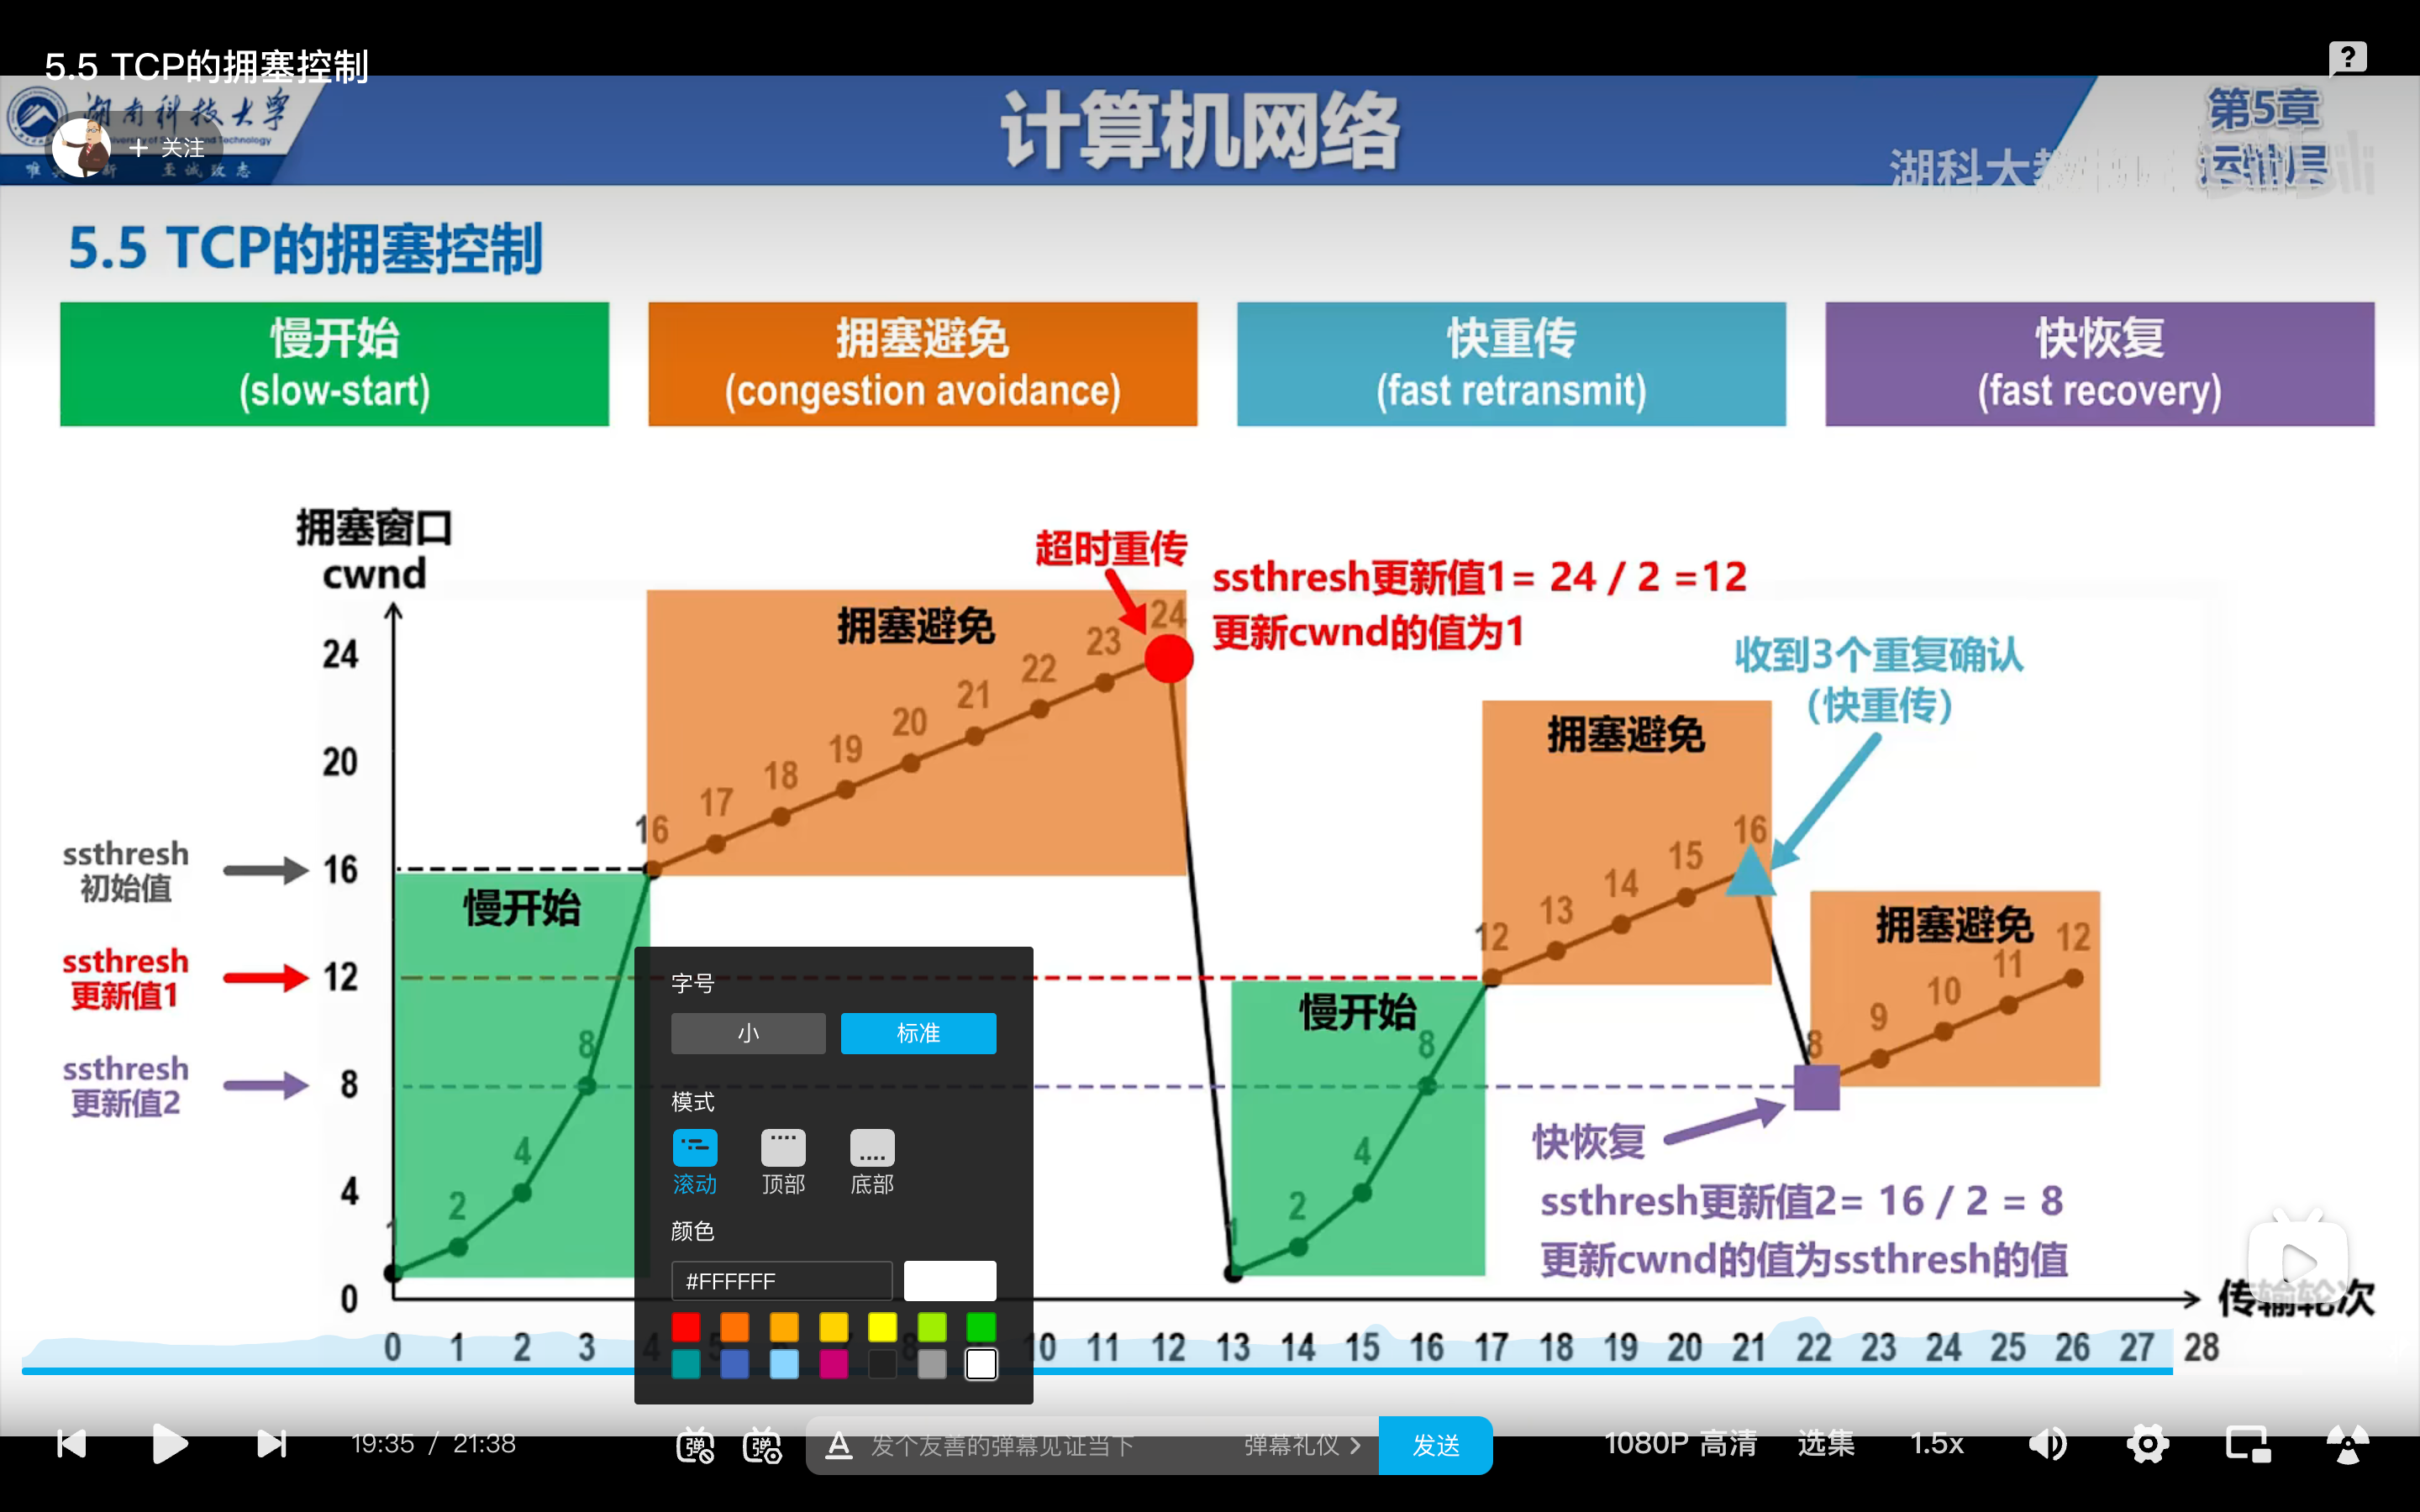 5.5 TCP的拥塞控制
湖南科技大学
+ 关注
计算机网络
第5章
运输层
湖科大
5.5 TCP的拥塞控制
慢开始
(slow-start)
拥塞避免
(congestion avoidance)
快重传
(fast retransmit)
快恢复
(fast recovery)
拥塞窗口
cwnd
超时重传
ssthresh更新值1= 24 / 2 =12
更新cwnd的值为1
收到3个重复确认
(快重传)
24
20
16
12
8
4
0
ssthresh
初始值
ssthresh
更新值1
ssthresh
更新值2
慢开始
1
2
4
8
16
拥塞避免
17
18
19
20
21
22
23
24
慢开始
1
2
4
8
12
拥塞避免
13
14
15
16
拥塞避免
8
9
10
11
12
快恢复
ssthresh更新值2= 16 / 2 = 8
更新cwnd的值为ssthresh的值
传输轮次
0 1 2 3 4 5 8 10 11 12 13 14 15 16 17 18 19 20 21 22 23 24 25 26 27 28
字号
小 标准
模式
滚动 顶部 底部
颜色
#FFFFFF
19:35 / 21:38
弹 弹
A 发个友善的弹幕见证当下 弹幕礼仪 > 发送
1080P 高清 选集 1.5x